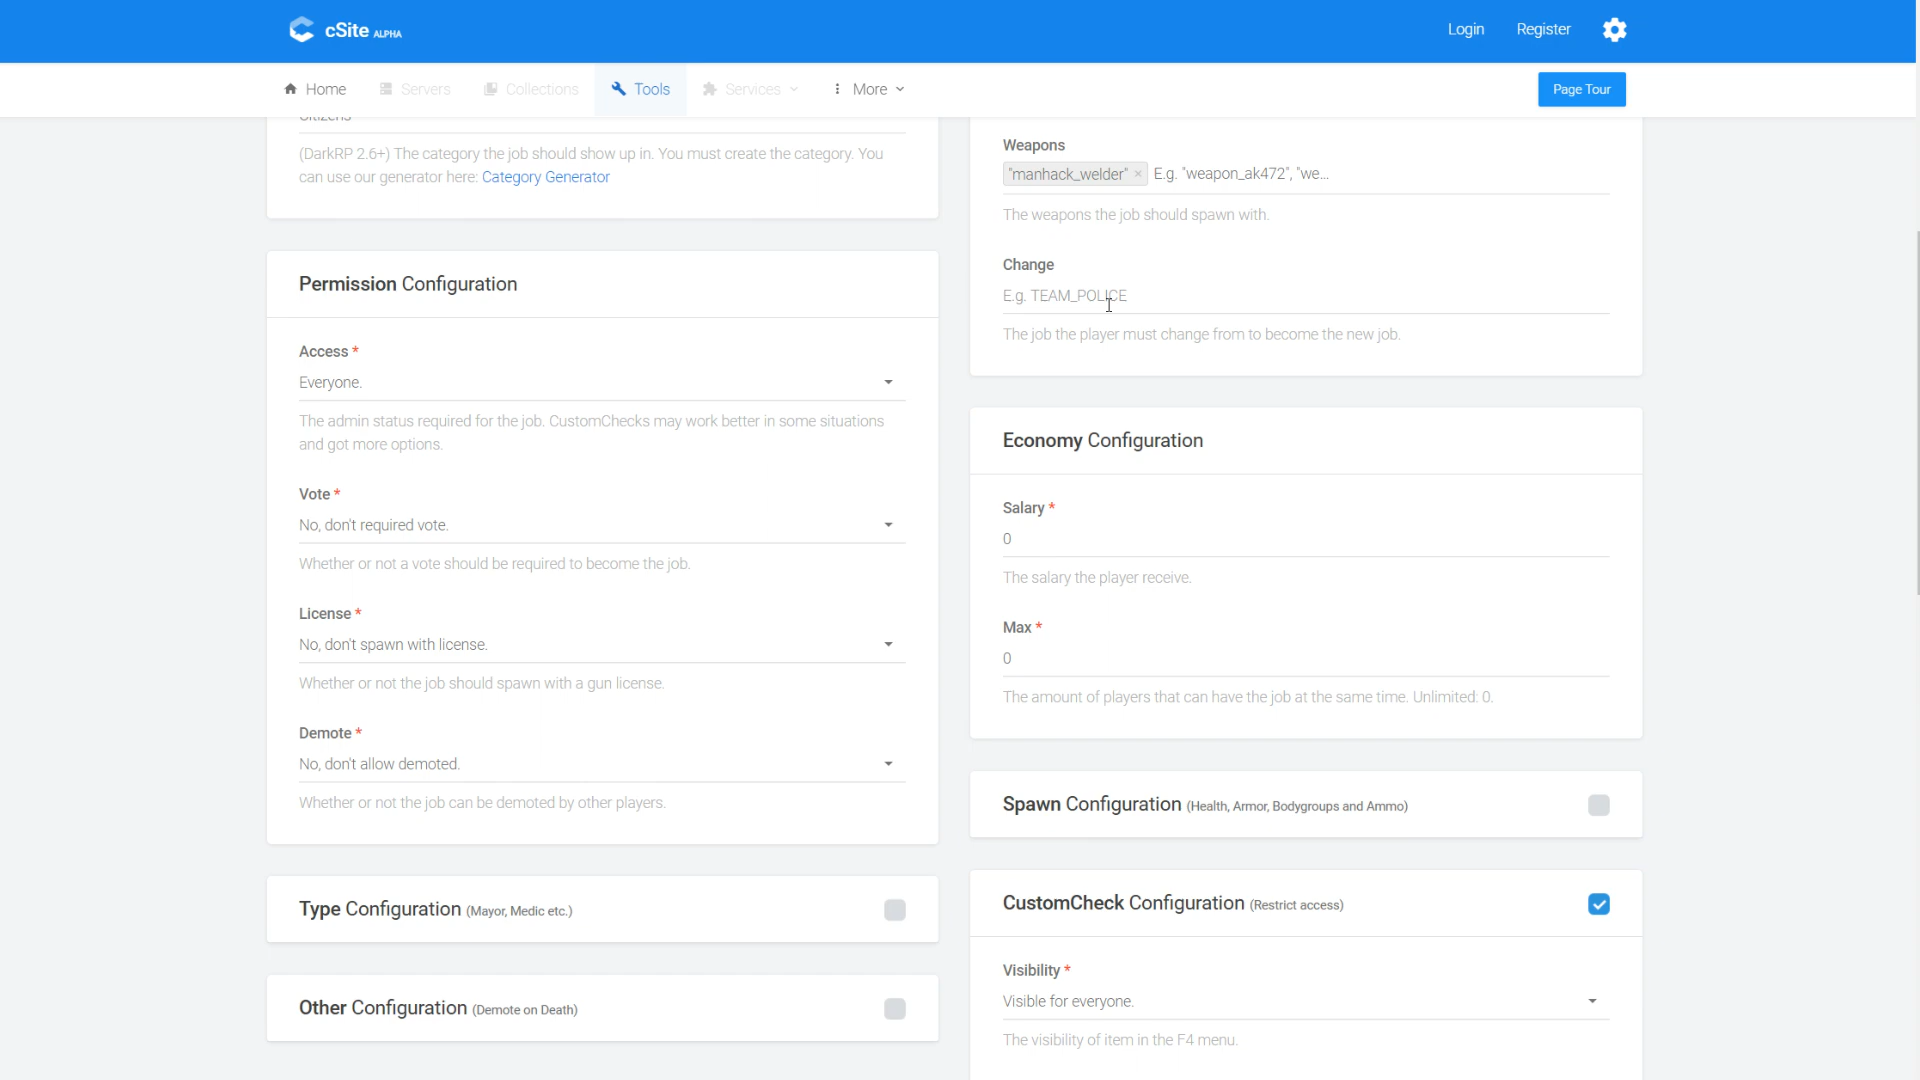 cSite ALPHA
Login
Register
Home
Servers
Collections
Tools
Services
More
Page Tour
Citizens
(DarkRP 2.6+) The category the job should show up in. You must create the category. You
can use our generator here: Category Generator
Permission Configuration
Access *
Everyone.
The admin status required for the job. CustomChecks may work better in some situations
and got more options.
Vote *
No, don't required vote.
Whether or not a vote should be required to become the job.
License *
No, don't spawn with license.
Whether or not the job should spawn with a gun license.
Demote *
No, don't allow demoted.
Whether or not the job can be demoted by other players.
Type Configuration (Mayor, Medic etc.)
Other Configuration (Demote on Death)
Weapons
"manhack_welder" × E.g. "weapon_ak472", "we...
The weapons the job should spawn with.
Change
E.g. TEAM_POLICE
The job the player must change from to become the new job.
Economy Configuration
Salary *
0
The salary the player receive.
Max *
0
The amount of players that can have the job at the same time. Unlimited: 0.
Spawn Configuration (Health, Armor, Bodygroups and Ammo)
CustomCheck Configuration (Restrict access)
Visibility *
Visible for everyone.
The visibility of item in the F4 menu.